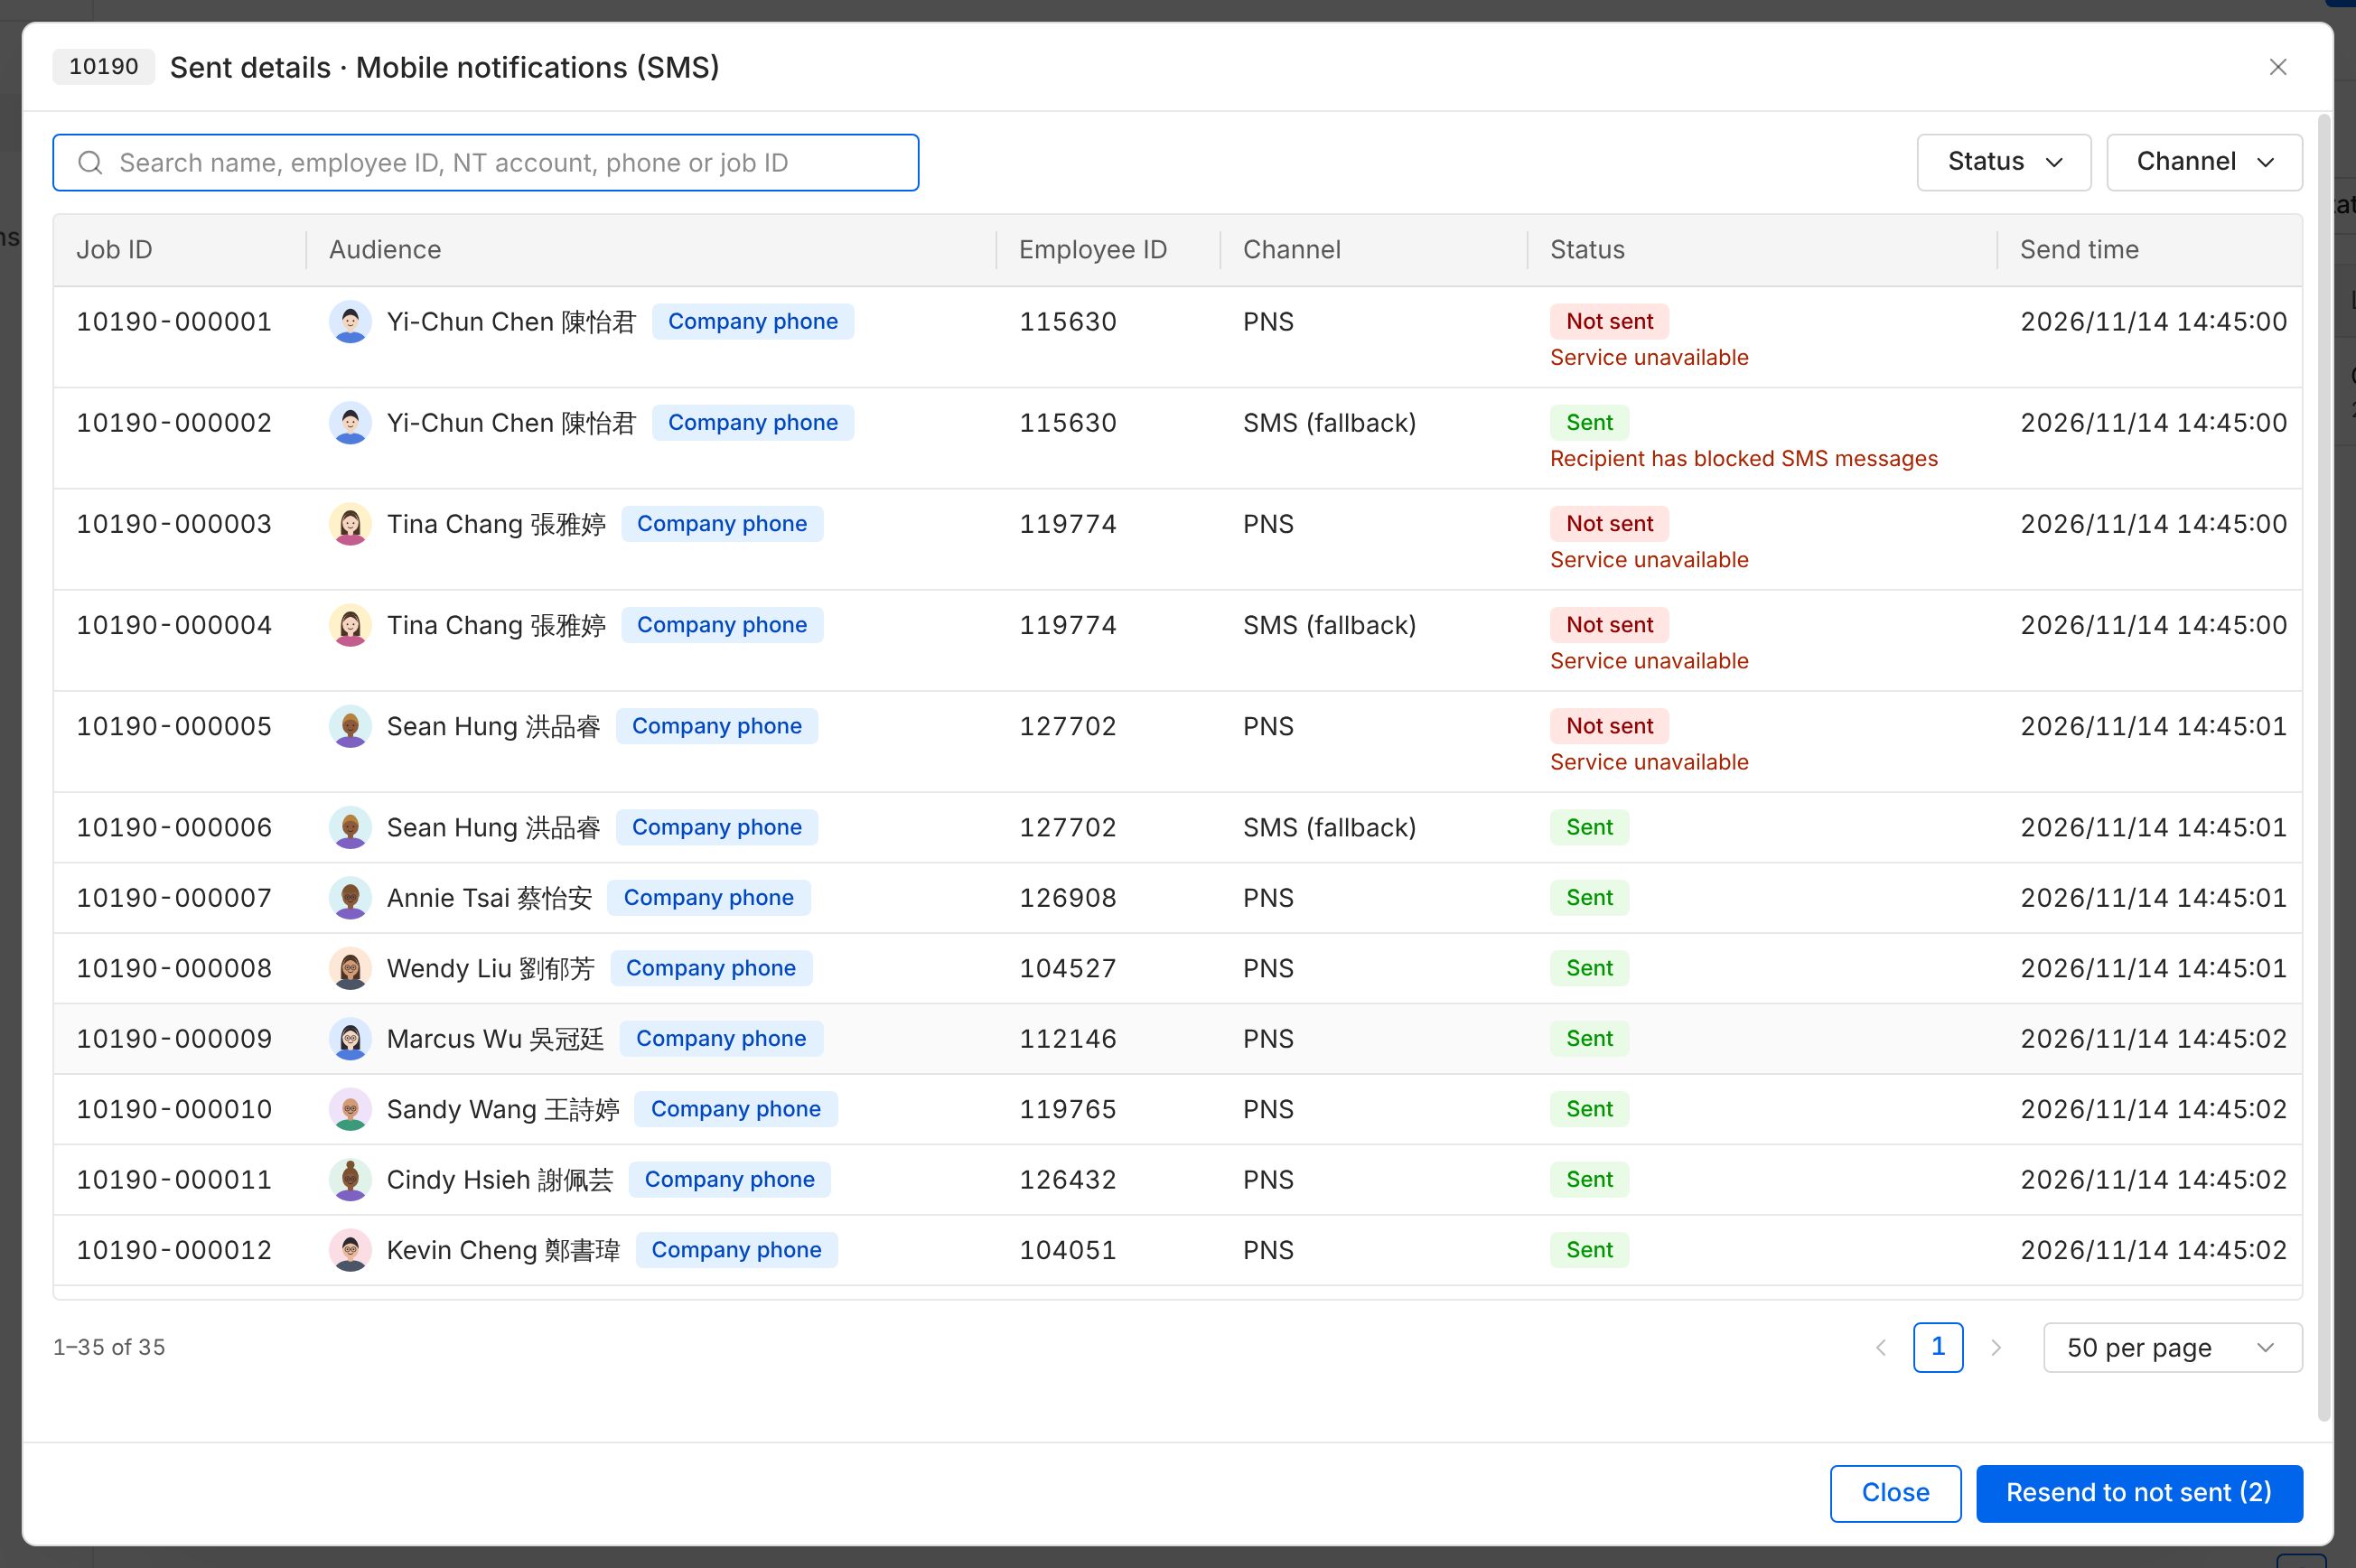 10190 Sent details · Mobile notifications (SMS)
Search name, employee ID, NT account, phone or job ID
Status
Channel
Job ID Audience Employee ID Channel Status Send time
10190-000001 Yi-Chun Chen 陳怡君 Company phone 115630 PNS Not sent 2026/11/14 14:45:00
Service unavailable
10190-000002 Yi-Chun Chen 陳怡君 Company phone 115630 SMS (fallback) Sent 2026/11/14 14:45:00
Recipient has blocked SMS messages
10190-000003 Tina Chang 張雅婷 Company phone 119774 PNS Not sent 2026/11/14 14:45:00
Service unavailable
10190-000004 Tina Chang 張雅婷 Company phone 119774 SMS (fallback) Not sent 2026/11/14 14:45:00
Service unavailable
10190-000005 Sean Hung 洪品睿 Company phone 127702 PNS Not sent 2026/11/14 14:45:01
Service unavailable
10190-000006 Sean Hung 洪品睿 Company phone 127702 SMS (fallback) Sent 2026/11/14 14:45:01
10190-000007 Annie Tsai 蔡怡安 Company phone 126908 PNS Sent 2026/11/14 14:45:01
10190-000008 Wendy Liu 劉郁芳 Company phone 104527 PNS Sent 2026/11/14 14:45:01
10190-000009 Marcus Wu 吳冠廷 Company phone 112146 PNS Sent 2026/11/14 14:45:02
10190-000010 Sandy Wang 王詩婷 Company phone 119765 PNS Sent 2026/11/14 14:45:02
10190-000011 Cindy Hsieh 謝佩芸 Company phone 126432 PNS Sent 2026/11/14 14:45:02
10190-000012 Kevin Cheng 鄭書瑋 Company phone 104051 PNS Sent 2026/11/14 14:45:02
1–35 of 35
1
50 per page
Close
Resend to not sent (2)